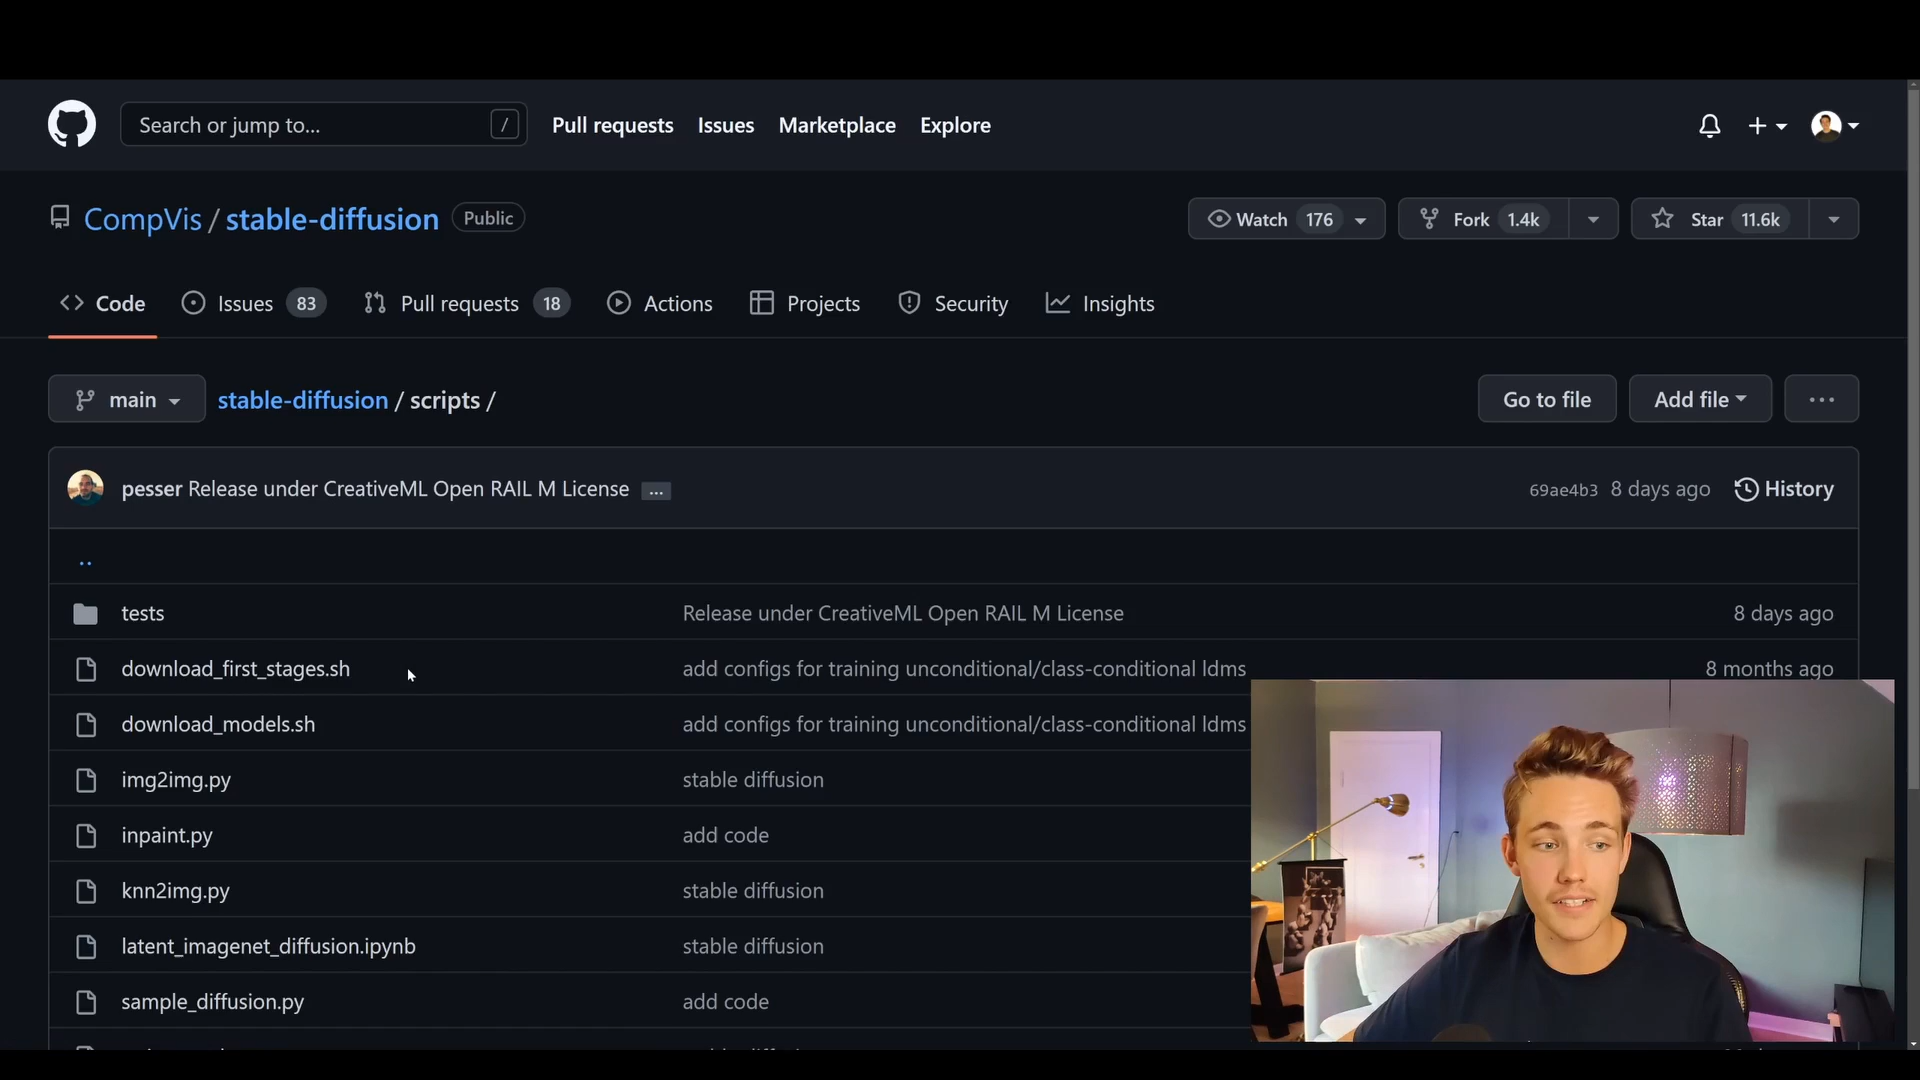 Search or jump to... / Pull requests Issues Marketplace Explore
CompVis / stable-diffusion Public Watch 176 Fork 1.4k Star 11.6k
Code Issues 83 Pull requests 18 Actions Projects Security Insights
main stable-diffusion / scripts / Go to file Add file ...
pesser Release under CreativeML Open RAIL M License ... 69ae4b3 8 days ago History
..
tests Release under CreativeML Open RAIL M License 8 days ago
download_first_stages.sh add configs for training unconditional/class-conditional ldms 8 months ago
download_models.sh add configs for training unconditional/class-conditional ldms
img2img.py stable diffusion
inpaint.py add code
knn2img.py stable diffusion
latent_imagenet_diffusion.ipynb stable diffusion
sample_diffusion.py add code